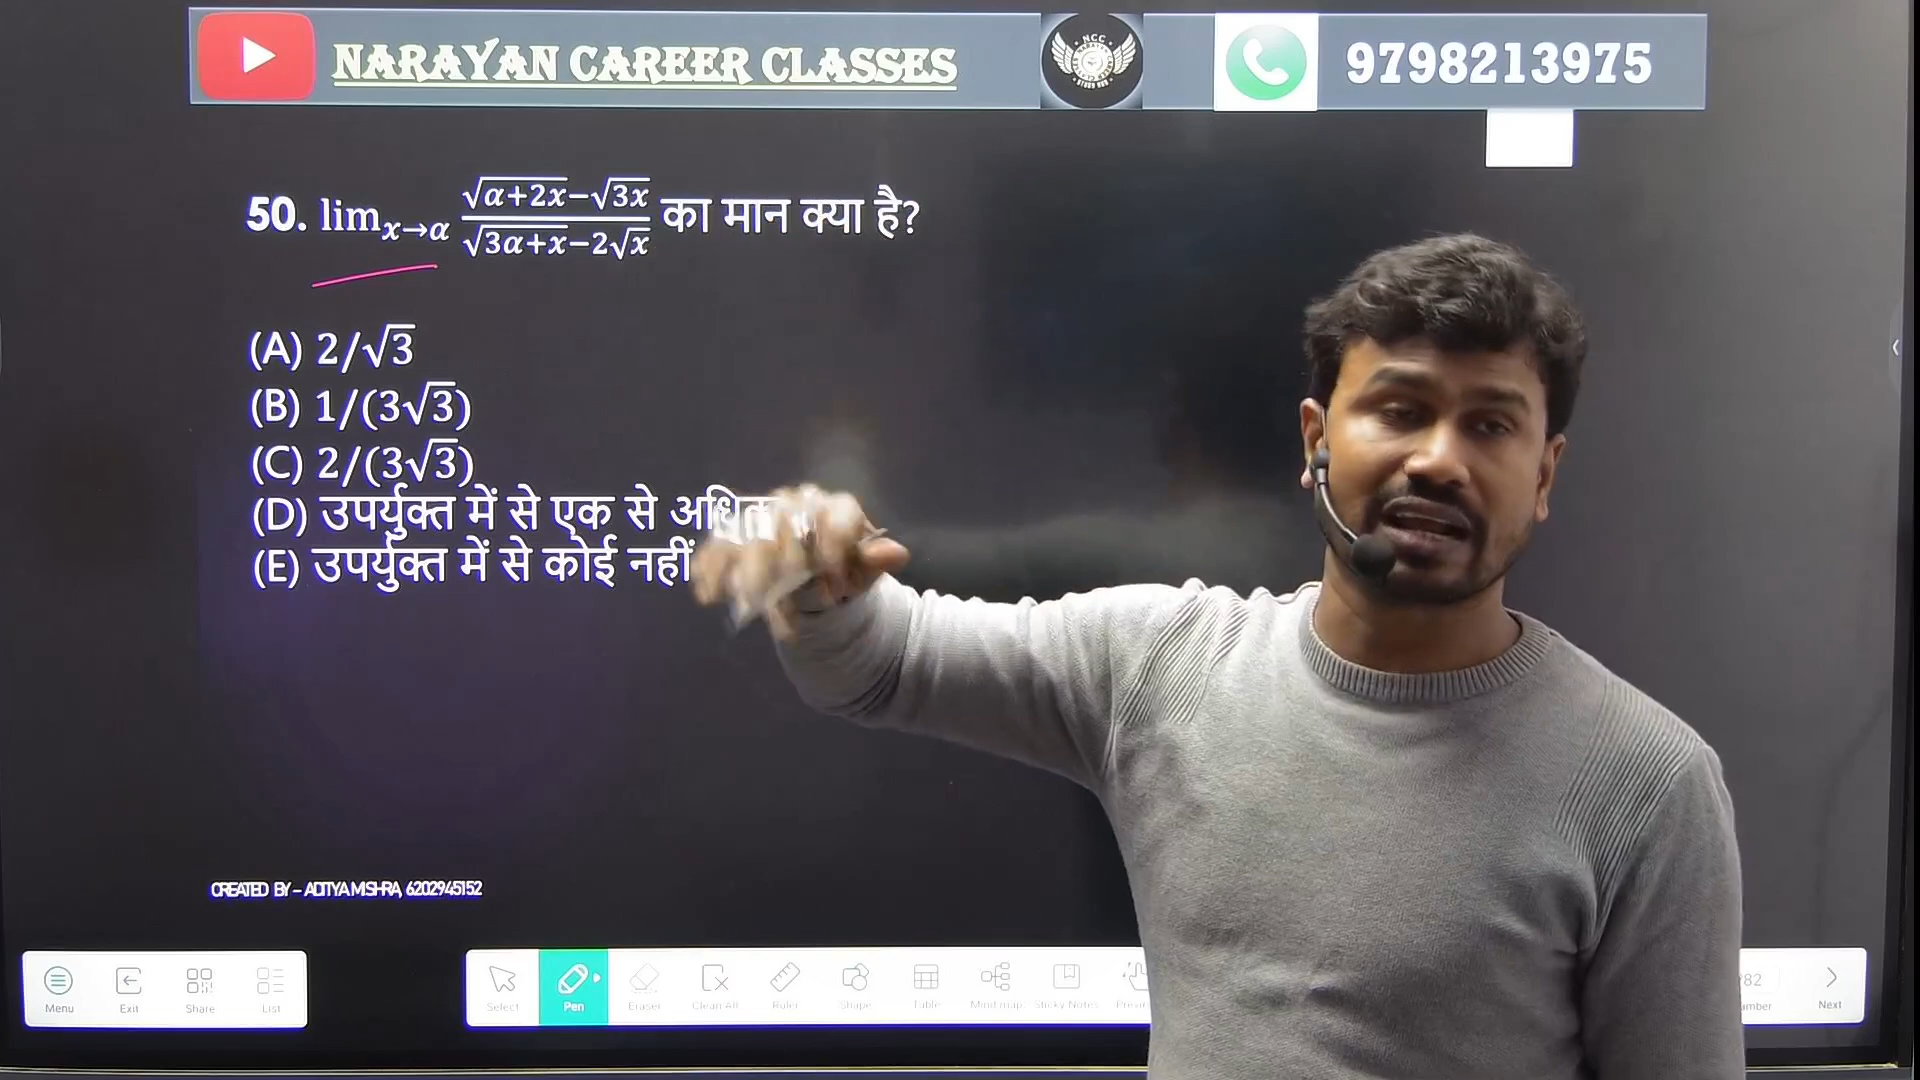 NARAYAN CAREER CLASSES
NCC
9798213975
50. lim_{x→α} (√(α+2x)−√(3x))/(√(3α+x)−2√x) का मान क्या है?
(A) 2/√3
(B) 1/(3√3)
(C) 2/(3√3)
(D) उपर्युक्त में से एक से
(E) उपर्युक्त में से कोई नहीं
CREATED BY – ADITYA MISHRA, 6202945152
Menu Exit Share List Select Pen Eraser Clean All Ruler Shape Table Mind map Sticky Notes Next